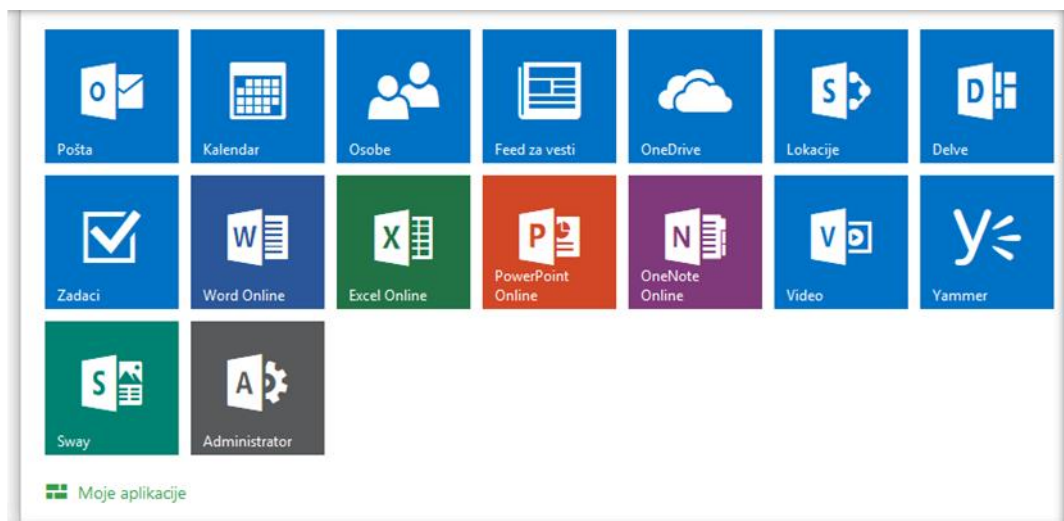 Pošta
Kalendar
Osobe
Feed za vesti
OneDrive
Lokacije
Delve
Zadaci
Word Online
Excel Online
PowerPoint
Online
OneNote
Online
Video
Yammer
Sway
Administrator
Moje aplikacije